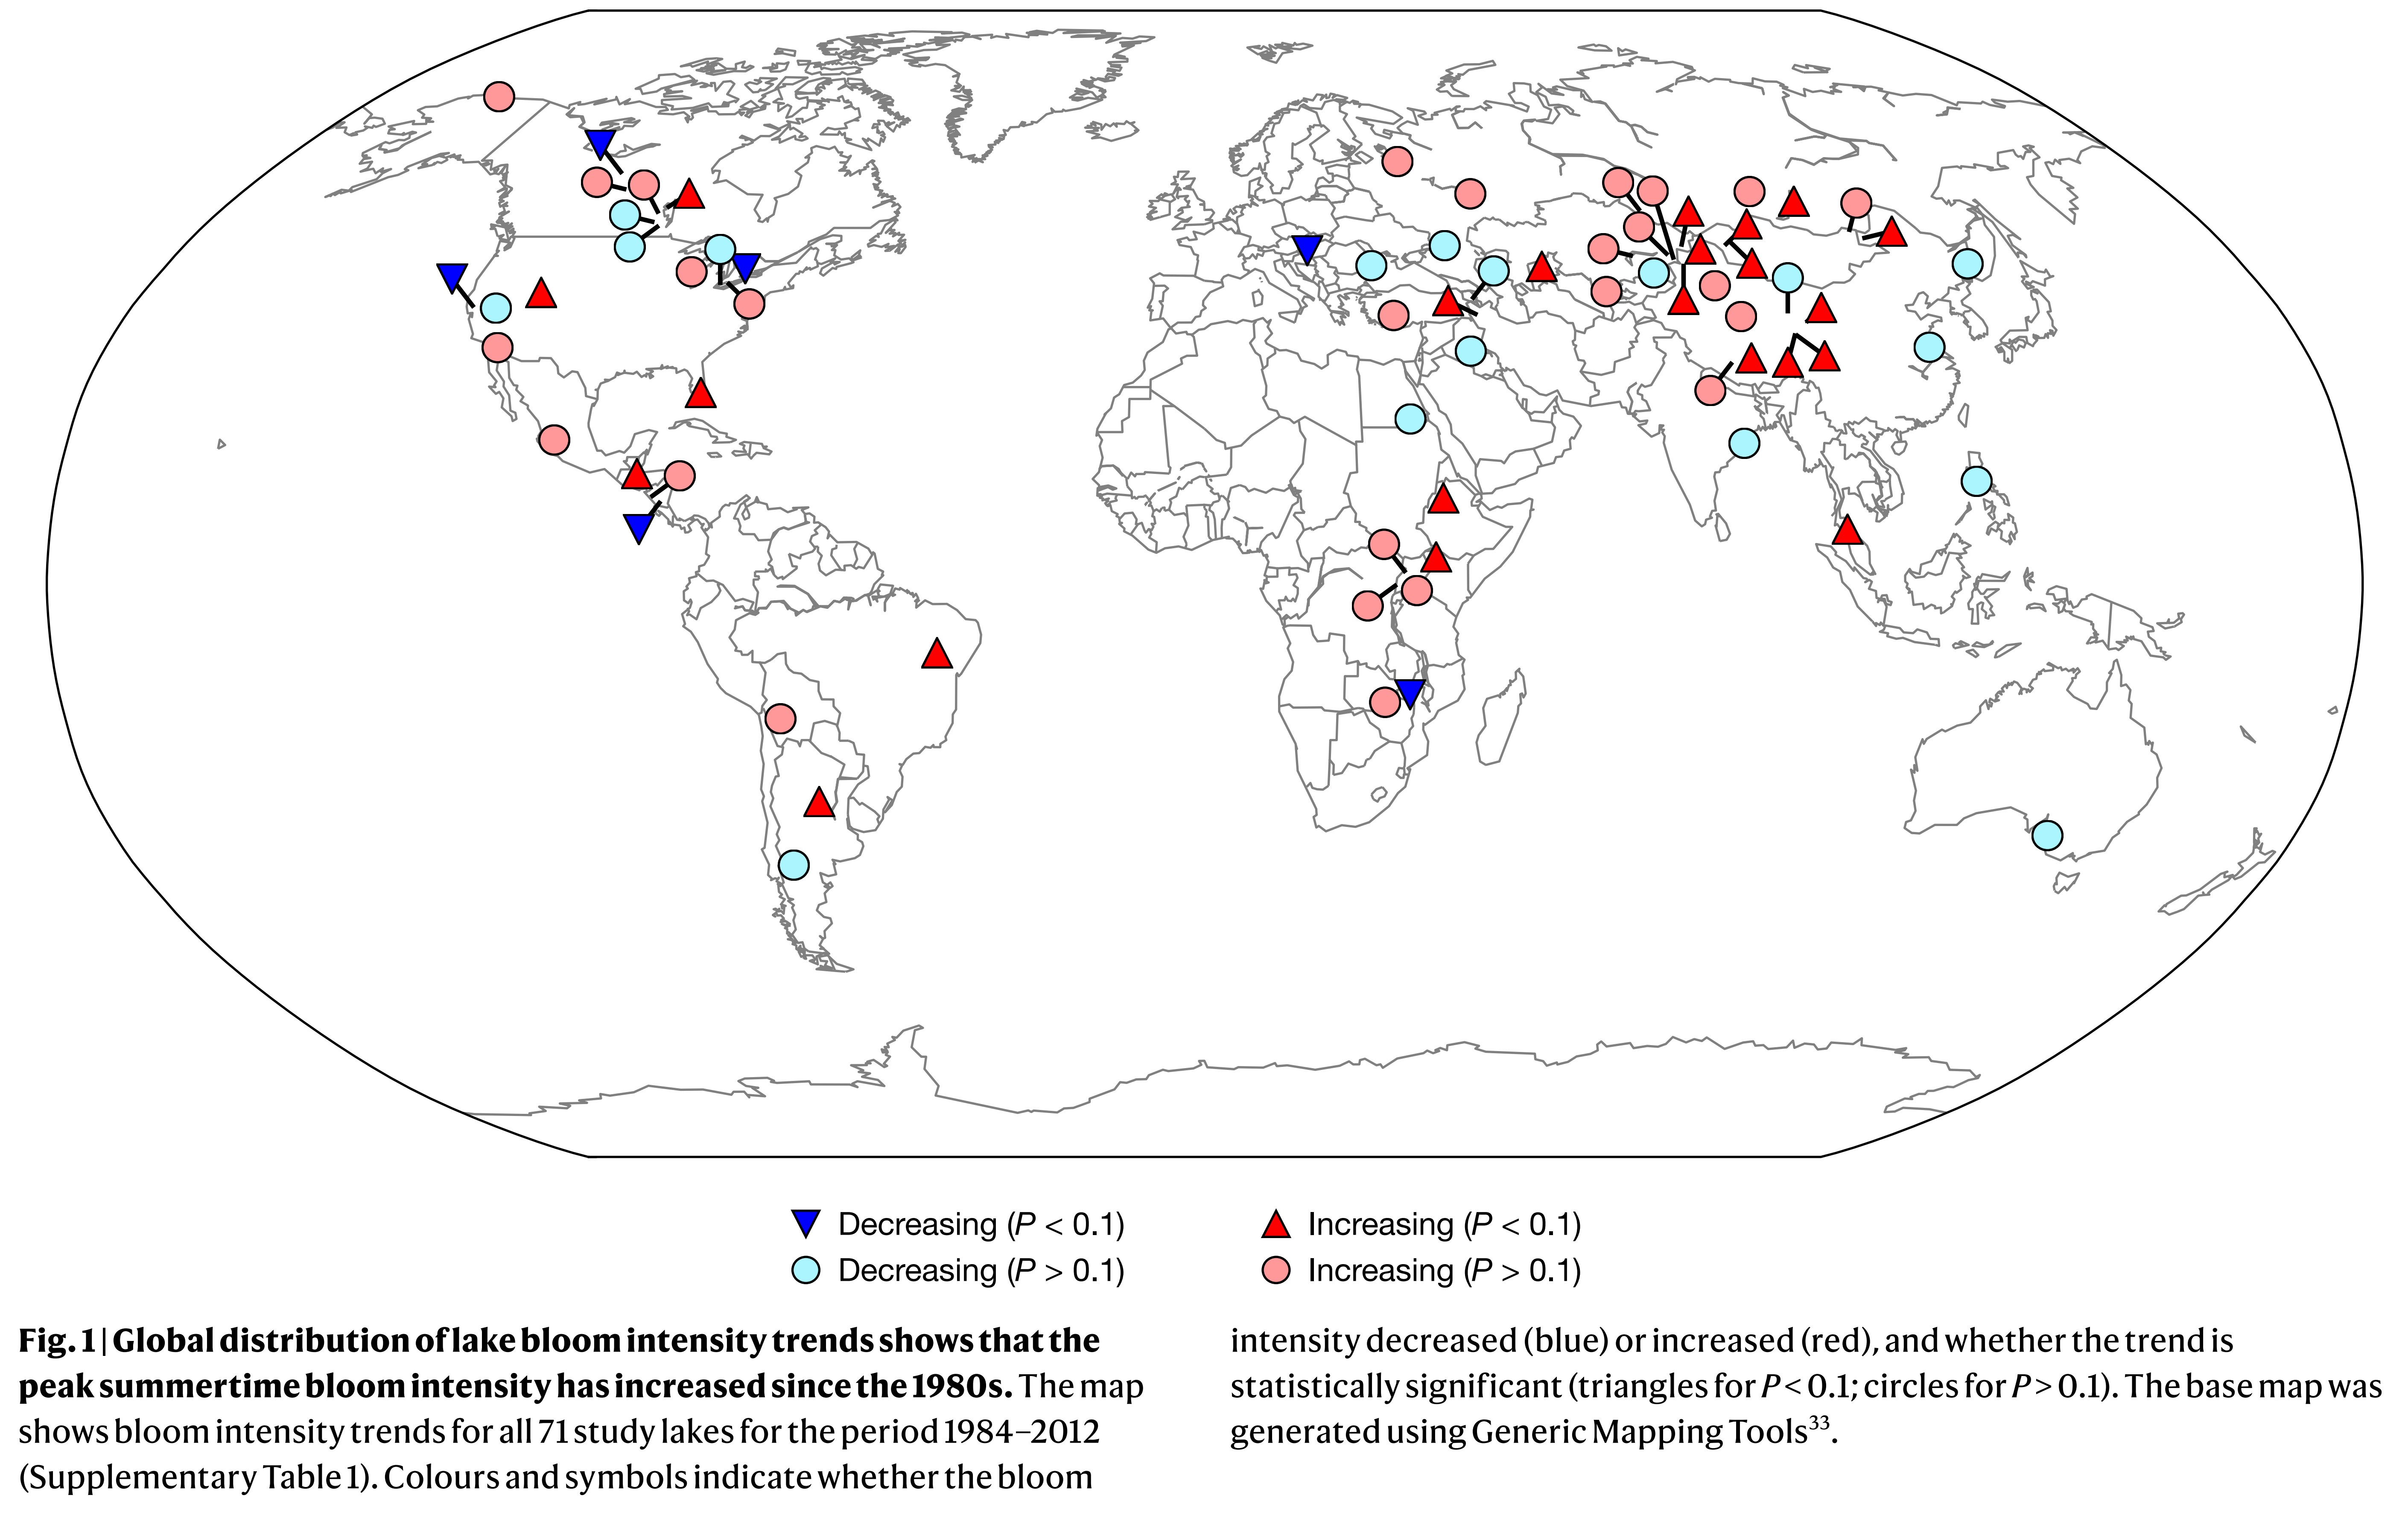 Decreasing (P < 0.1)
Increasing (P < 0.1)
Decreasing (P > 0.1)
Increasing (P > 0.1)
Fig. 1 | Global distribution of lake bloom intensity trends shows that the
peak summertime bloom intensity has increased since the 1980s. The map
shows bloom intensity trends for all 71 study lakes for the period 1984–2012
(Supplementary Table 1). Colours and symbols indicate whether the bloom
intensity decreased (blue) or increased (red), and whether the trend is
statistically significant (triangles for P < 0.1; circles for P > 0.1). The base map was
generated using Generic Mapping Tools³³.